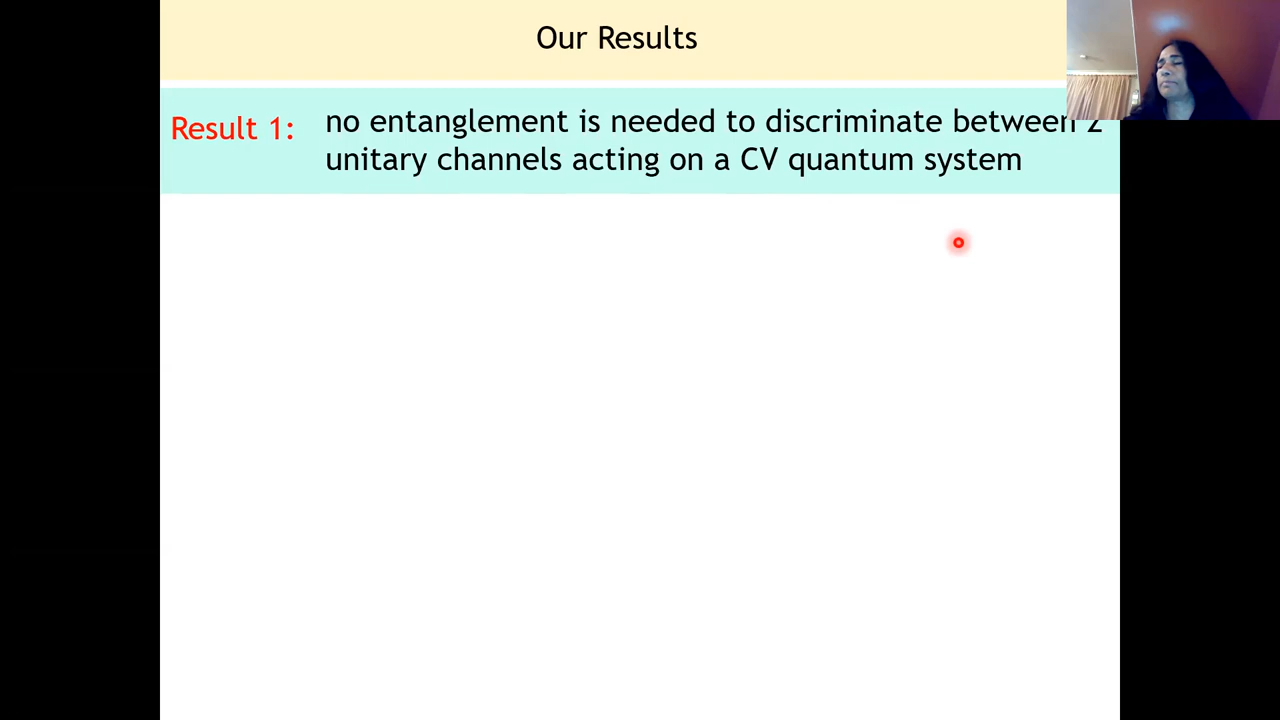 Our Results
Result 1: no entanglement is needed to discriminate between 2
unitary channels acting on a CV quantum system